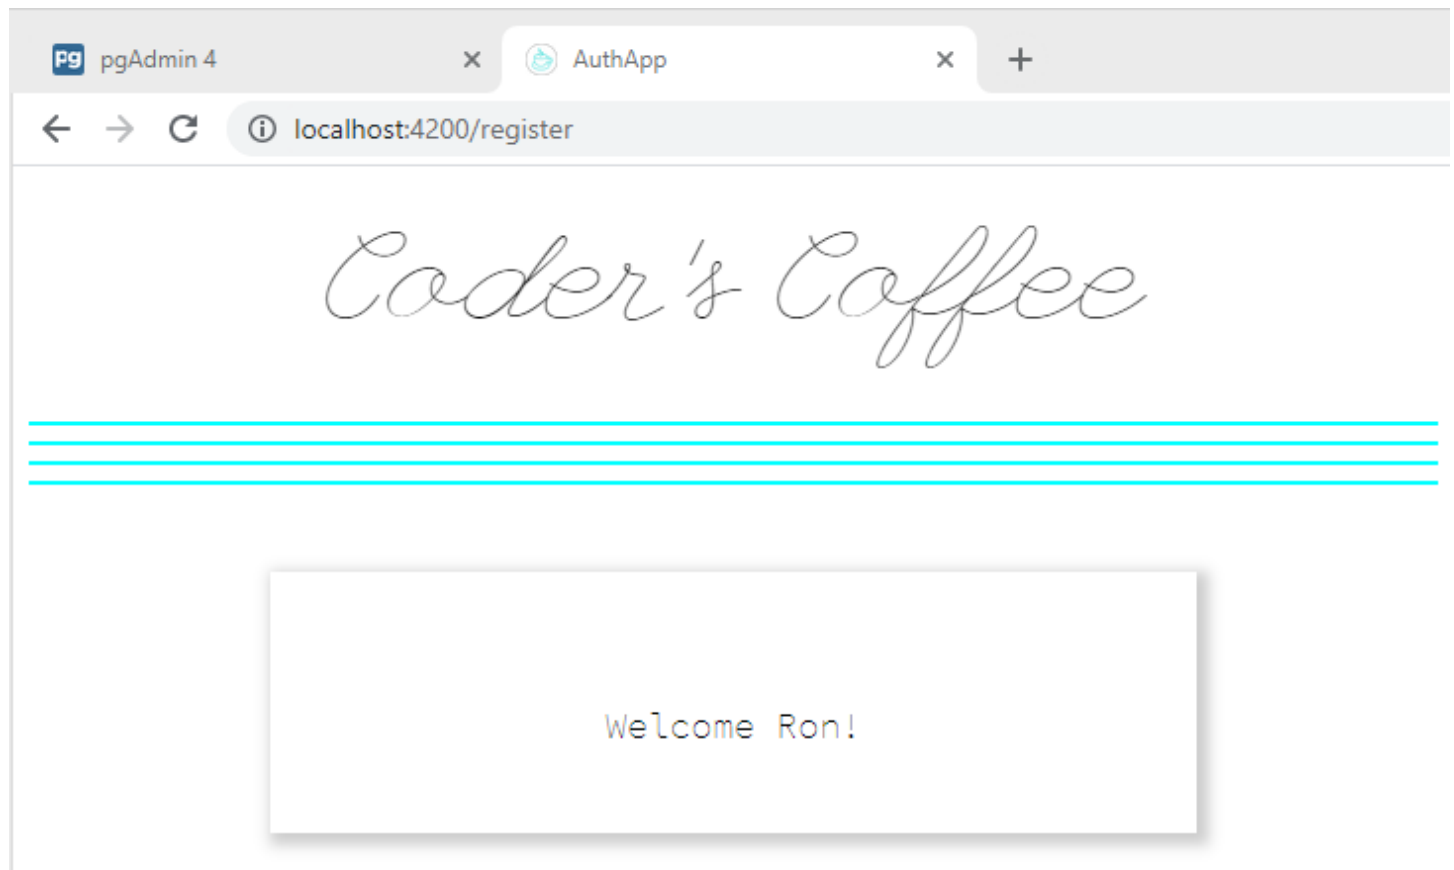 pgAdmin 4
AuthApp
localhost:4200/register
Coder's Coffee
Welcome Ron!